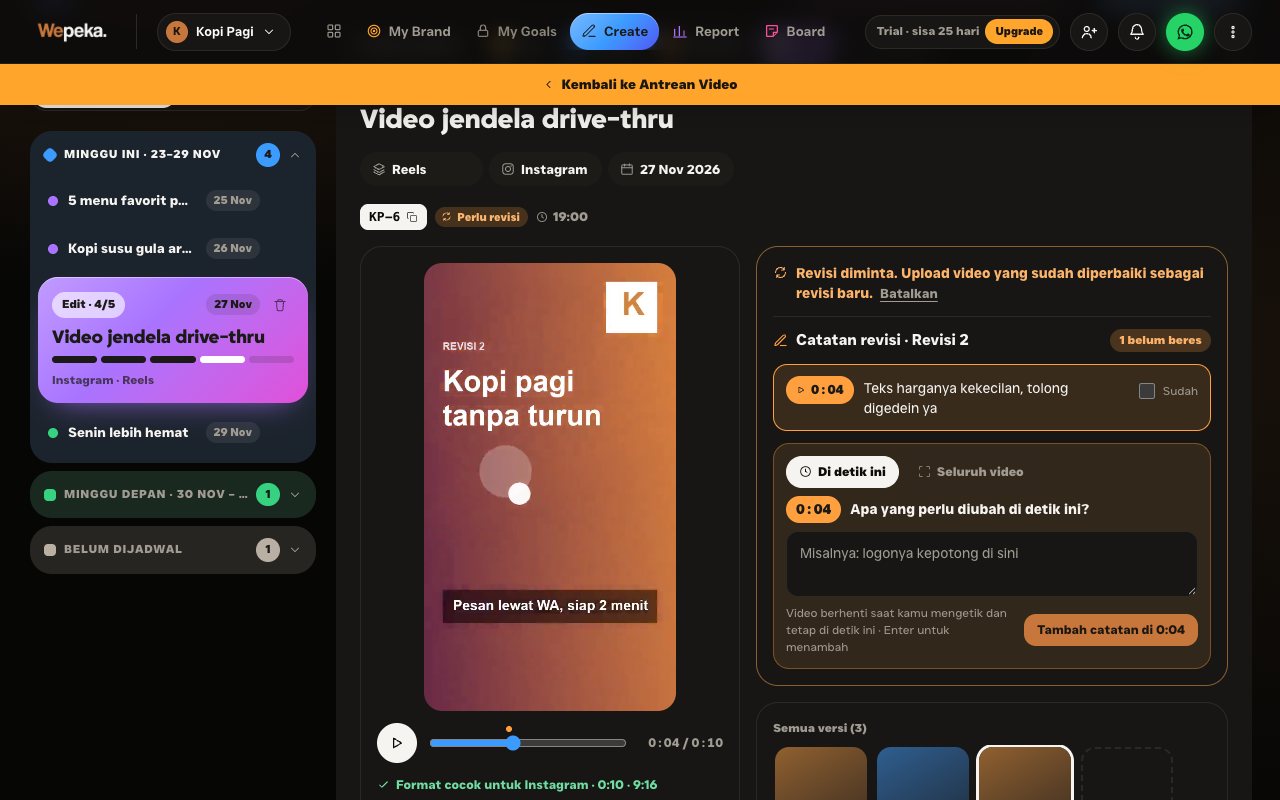 Wepeka.
K Kopi Pagi
My Brand
My Goals
Create
Report
Board
Trial · sisa 25 hari
Upgrade
Kembali ke Antrean Video
MINGGU INI · 23–29 NOV
4
5 menu favorit p...
25 Nov
Kopi susu gula ar...
26 Nov
Edit · 4/5
27 Nov
Video jendela drive-thru
Instagram · Reels
Senin lebih hemat
29 Nov
MINGGU DEPAN · 30 NOV – ...
1
BELUM DIJADWAL
1
Video jendela drive-thru
Reels
Instagram
27 Nov 2026
KP-6
Perlu revisi
19:00
K
REVISI 2
Kopi pagi
tanpa turun
Pesan lewat WA, siap 2 menit
0:04 / 0:10
Format cocok untuk Instagram · 0:10 · 9:16
Revisi diminta. Upload video yang sudah diperbaiki sebagai
revisi baru. Batalkan
Catatan revisi · Revisi 2
1 belum beres
0:04
Teks harganya kekecilan, tolong
digedein ya
Sudah
Di detik ini
Seluruh video
0:04
Apa yang perlu diubah di detik ini?
Misalnya: logonya kepotong di sini
Video berhenti saat kamu mengetik dan
tetap di detik ini · Enter untuk
menambah
Tambah catatan di 0:04
Semua versi (3)